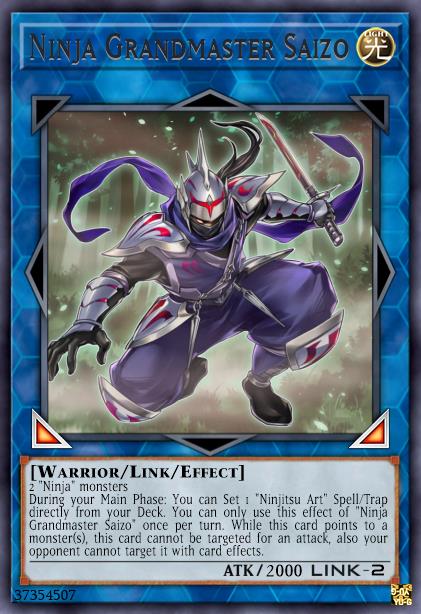 Ninja Grandmaster Saizo
LIGHT
光
[Warrior/Link/Effect]
2 "Ninja" monsters
During your Main Phase: You can Set 1 "Ninjitsu Art" Spell/Trap
directly from your Deck. You can only use this effect of "Ninja
Grandmaster Saizo" once per turn. While this card points to a
monster(s), this card cannot be targeted for an attack, also your
opponent cannot target it with card effects.
ATK/2000 LINK-2
37354507